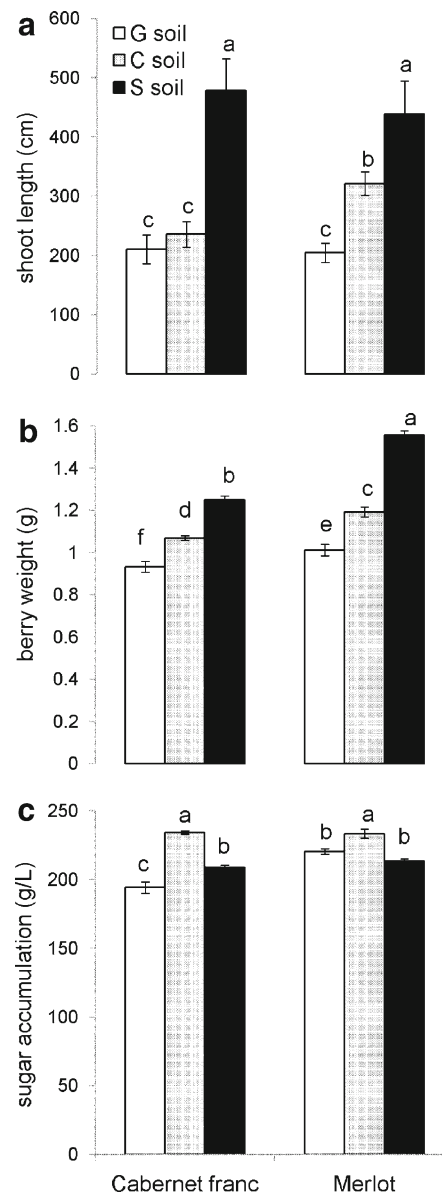 a
600
500
400
300
200
100
0
shoot length (cm)
G soil
C soil
S soil
c
c
a
c
b
a
b
1.6
1.4
1.2
1
0.8
0.6
0.4
0.2
0
berry weight (g)
f
d
b
e
c
a
c
250
200
150
100
50
0
sugar accumulation (g/L)
c
a
b
b
a
b
Cabernet franc
Merlot